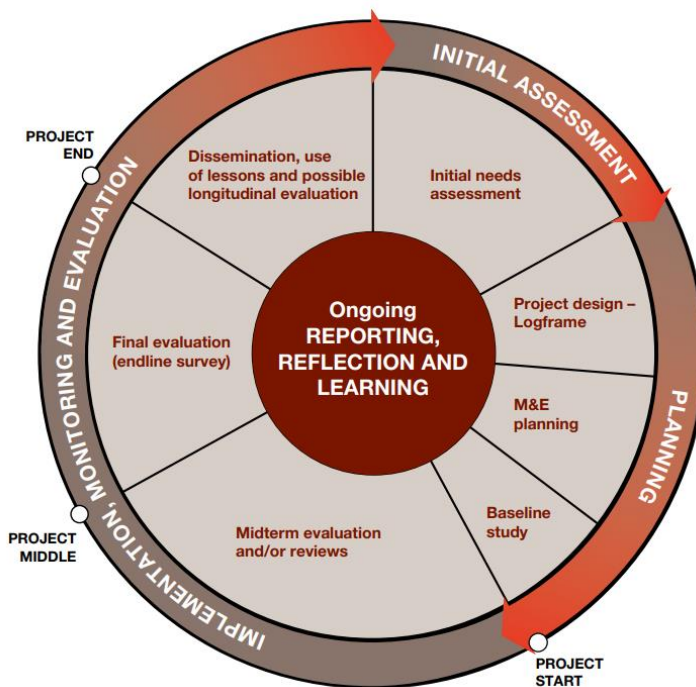 INITIAL ASSESSMENT
PROJECT
END
Dissemination, use
of lessons and possible
longitudinal evaluation
Initial needs
assessment
Ongoing
REPORTING,
REFLECTION AND
LEARNING
Project design –
Logframe
Final evaluation
(endline survey)
M&E
planning
PLANNING
Baseline
study
Midterm evaluation
and/or reviews
PROJECT
MIDDLE
IMPLEMENTATION, MONITORING AND EVALUATION
PROJECT
START